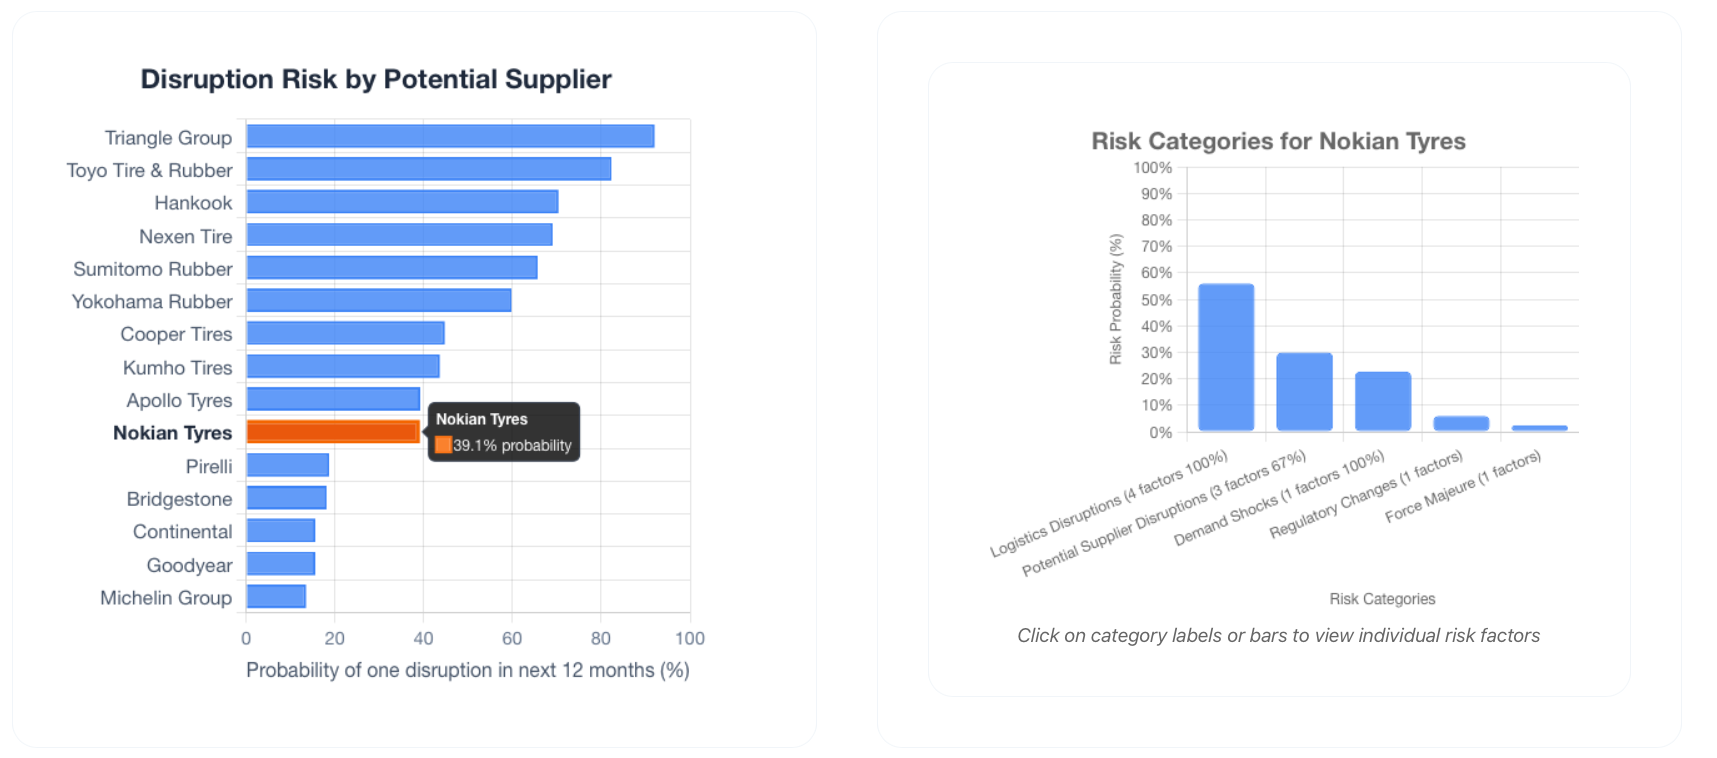 Disruption Risk by Potential Supplier
Triangle Group
Toyo Tire & Rubber
Hankook
Nexen Tire
Sumitomo Rubber
Yokohama Rubber
Cooper Tires
Kumho Tires
Apollo Tyres
Nokian Tyres
Pirelli
Bridgestone
Continental
Goodyear
Michelin Group
Nokian Tyres
39.1% probability
0 20 40 60 80 100
Probability of one disruption in next 12 months (%)
Risk Categories for Nokian Tyres
Risk Probability (%)
100%
90%
80%
70%
60%
50%
40%
30%
20%
10%
0%
Logistics Disruptions (4 factors 100%)
Potential Supplier Disruptions (3 factors 67%)
Demand Shocks (1 factors 100%)
Regulatory Changes (1 factors)
Force Majeure (1 factors)
Risk Categories
Click on category labels or bars to view individual risk factors